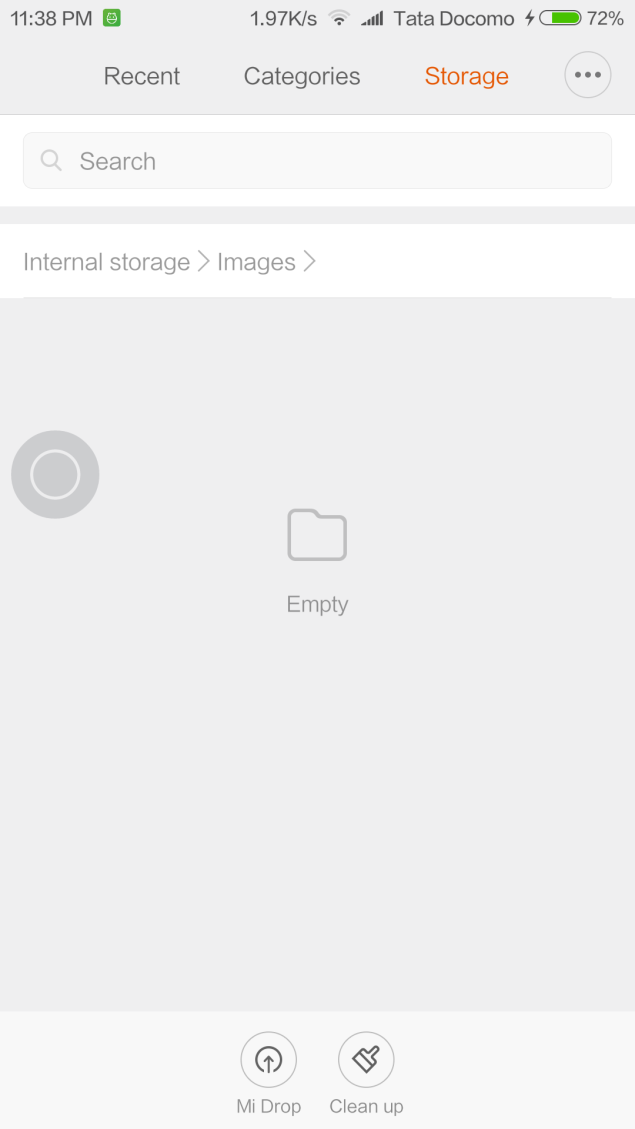 11:38 PM 1.97K/s Tata Docomo 72%
Recent Categories Storage
Search
Internal storage Images
Empty
Mi Drop Clean up